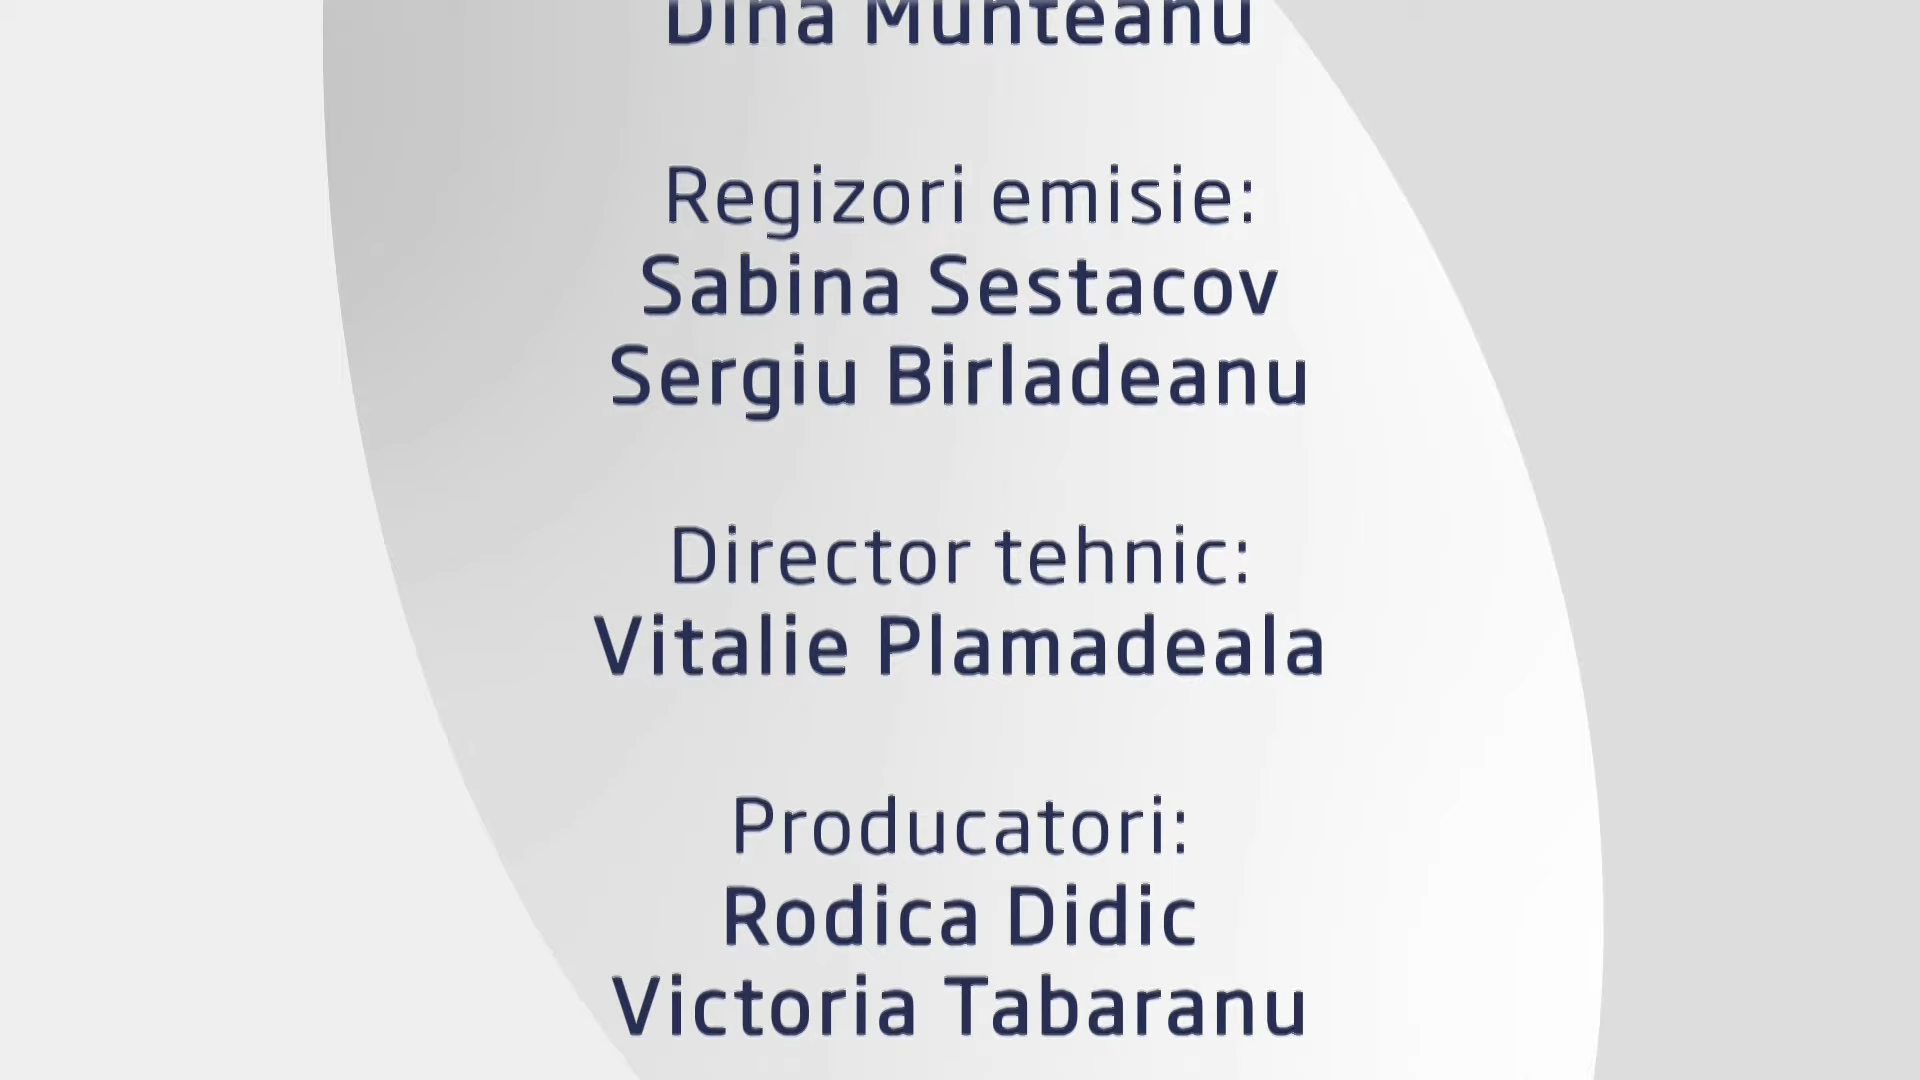 Dina Munteanu
Regizori emisie:
Sabina Sestacov
Sergiu Birladeanu
Director tehnic:
Vitalie Plamadeala
Producatori:
Rodica Didic
Victoria Tabaranu